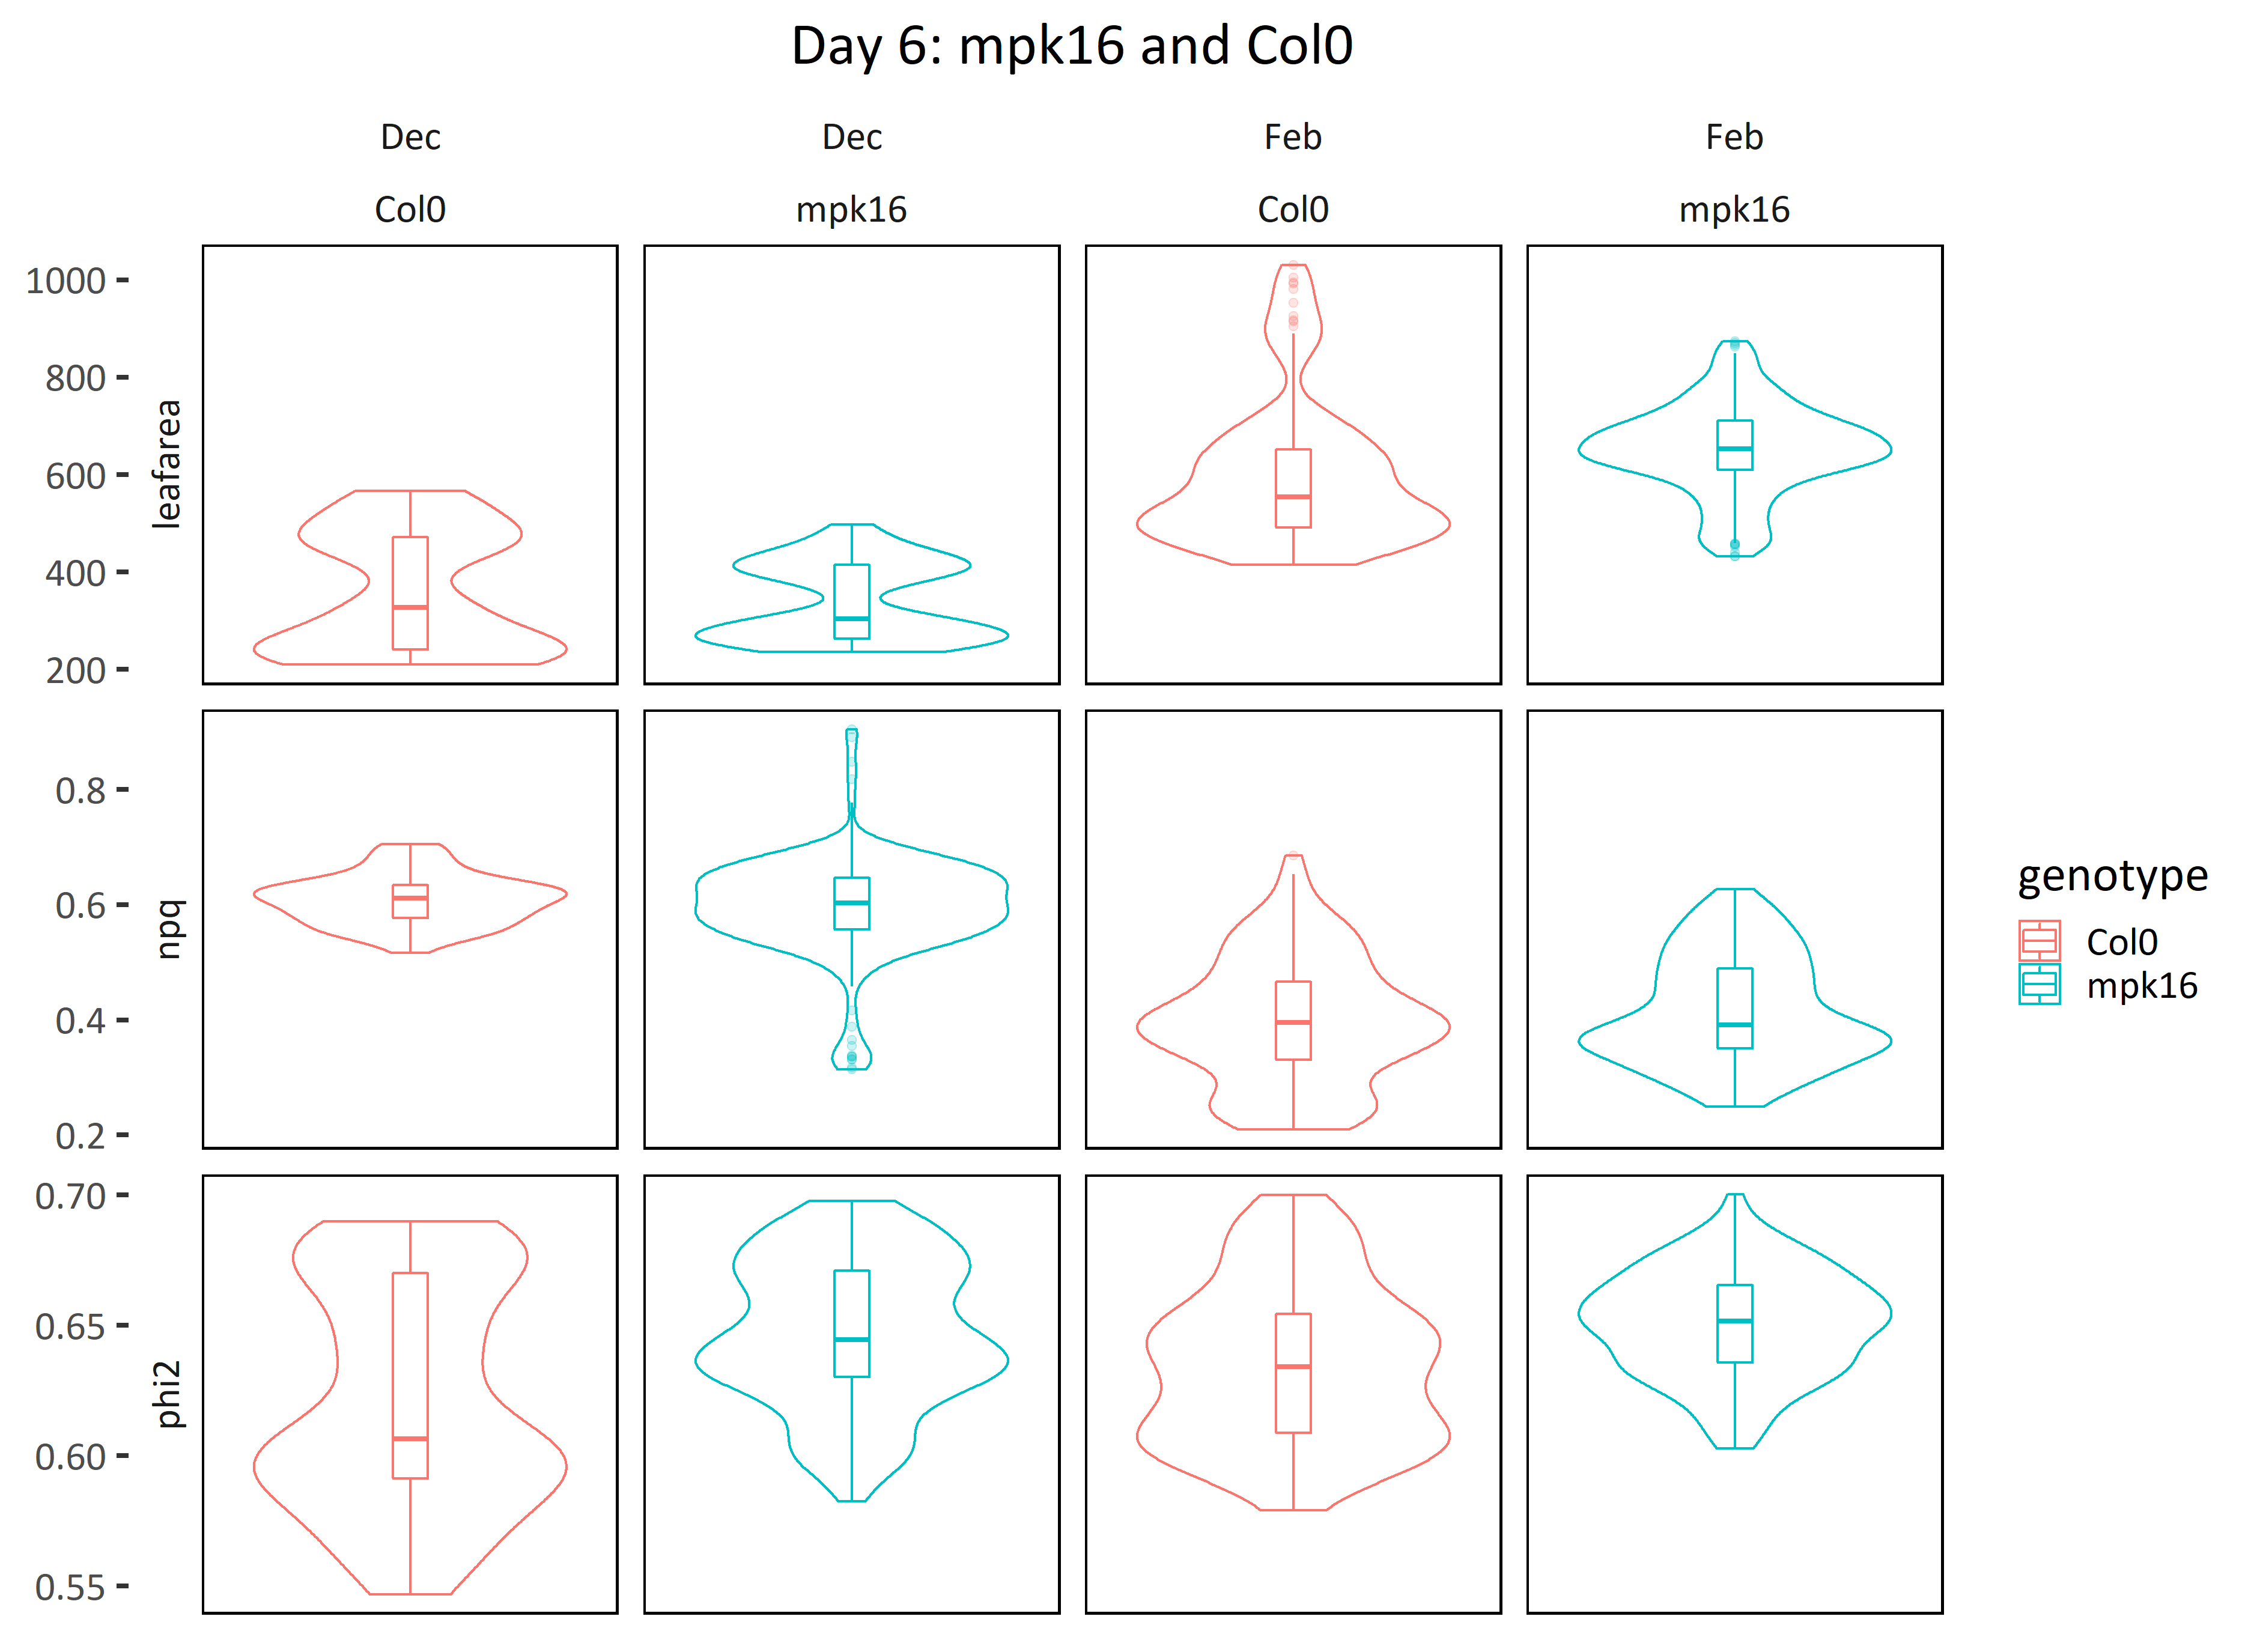 Day 6: mpk16 and Col0
Dec
Dec
Feb
Feb
Col0
mpk16
Col0
mpk16
1000
800
600
400
200
leafarea
0.8
0.6
0.4
0.2
npq
0.70
0.65
0.60
0.55
phi2
genotype
Col0
mpk16